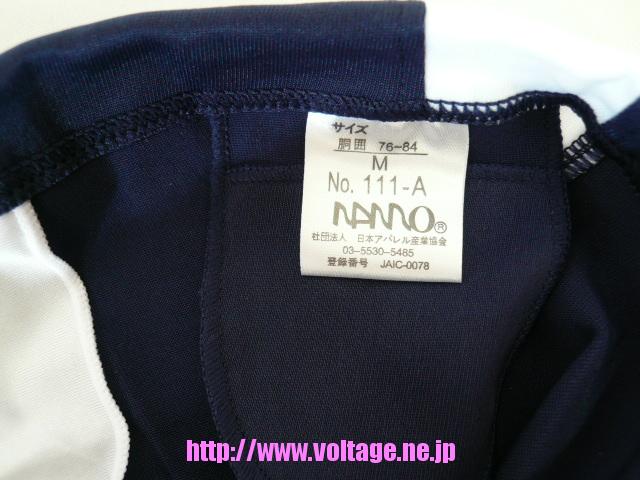 サイズ
胴囲 76~84
M
No. 111-A
NAMO®
社団法人 日本アパレル産業協会
03-5530-5485
登録番号 JAIC-0078
http://www.voltage.ne.jp